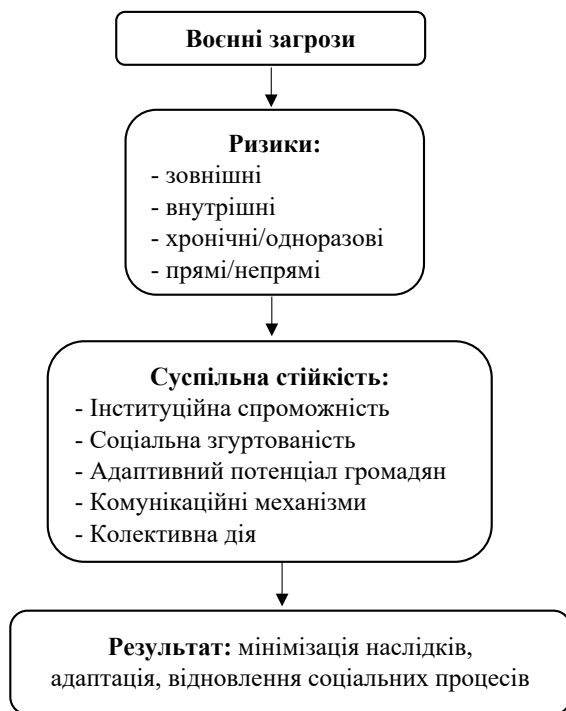 Воєнні загрози
Ризики:
- зовнішні
- внутрішні
- хронічні/одноразові
- прямі/непрямі
Суспільна стійкість:
- Інституційна спроможність
- Соціальна згуртованість
- Адаптивний потенціал громадян
- Комунікаційні механізми
- Колективна дія
Результат: мінімізація наслідків,
адаптація, відновлення соціальних процесів